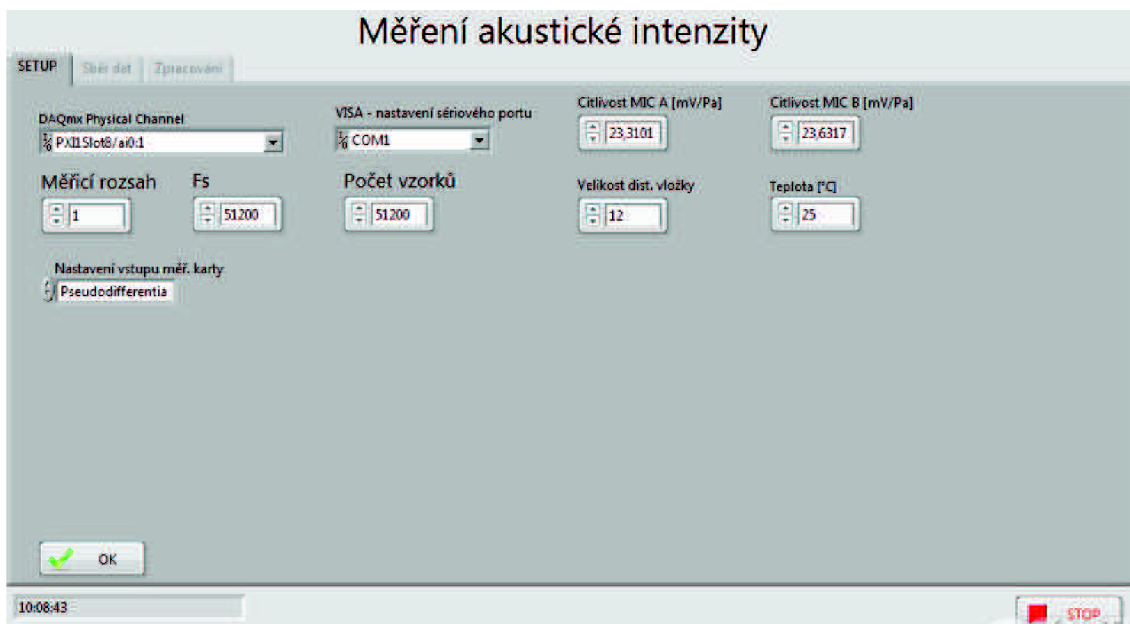 Měření akustické intenzity
SETUP Sběr dat Zpracování
DAQmx Physical Channel VISA - nastavení sériového portu Citlivost MIC A [mV/Pa] Citlivost MIC B [mV/Pa]
PXI1Slot8/ai0:1 COM1 23,3101 23,6317
Měřicí rozsah Fs Počet vzorků Velikost dist. vložky Teplota [°C]
1 51200 51200 12 25
Nastavení vstupu měř. karty
Pseudodifferentia
OK
10:08:43 STOP